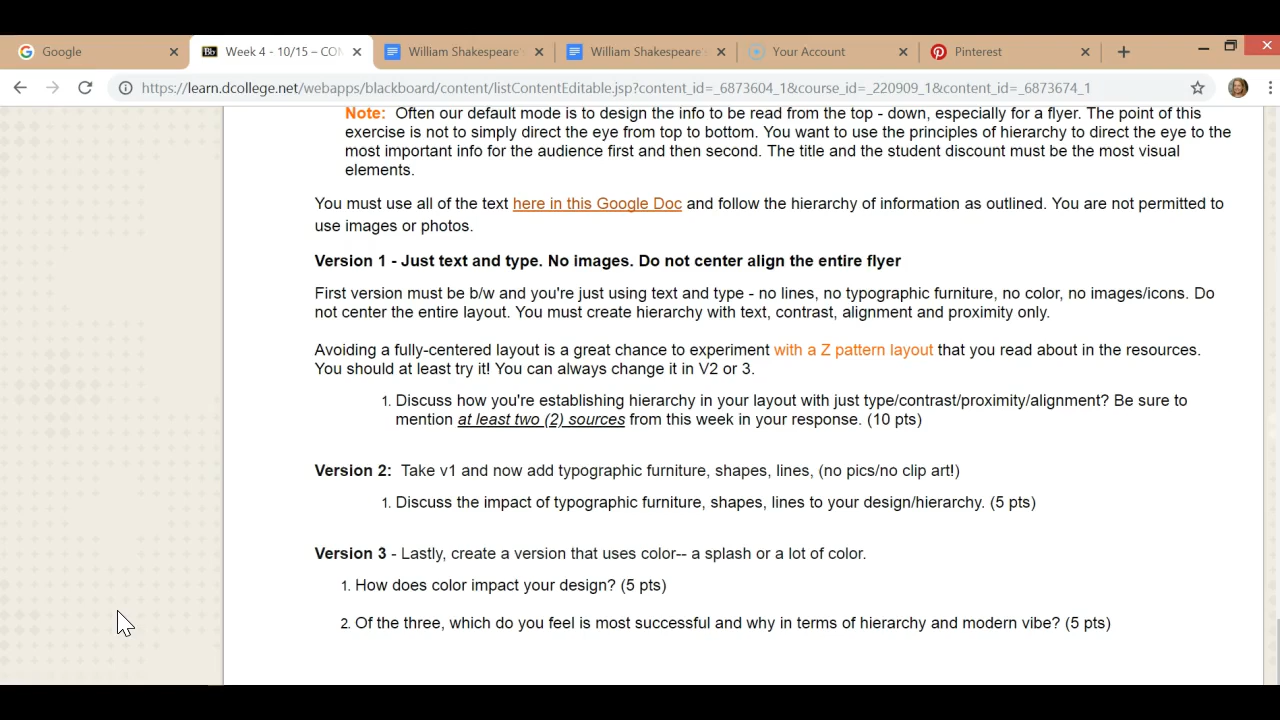 Google
Week 4 - 10/15 – CON
William Shakespeare's
William Shakespeare's
Your Account
Pinterest
https://learn.dcollege.net/webapps/blackboard/content/listContentEditable.jsp?content_id=_6873604_1&course_id=_220909_1&content_id=_6873674_1
Note: Often our default mode is to design the info to be read from the top - down, especially for a flyer. The point of this
exercise is not to simply direct the eye from top to bottom. You want to use the principles of hierarchy to direct the eye to the
most important info for the audience first and then second. The title and the student discount must be the most visual
elements.
You must use all of the text here in this Google Doc and follow the hierarchy of information as outlined. You are not permitted to
use images or photos.
Version 1 - Just text and type. No images. Do not center align the entire flyer
First version must be b/w and you're just using text and type - no lines, no typographic furniture, no color, no images/icons. Do
not center the entire layout. You must create hierarchy with text, contrast, alignment and proximity only.
Avoiding a fully-centered layout is a great chance to experiment with a Z pattern layout that you read about in the resources.
You should at least try it! You can always change it in V2 or 3.
1. Discuss how you're establishing hierarchy in your layout with just type/contrast/proximity/alignment? Be sure to
mention at least two (2) sources from this week in your response. (10 pts)
Version 2: Take v1 and now add typographic furniture, shapes, lines, (no pics/no clip art!)
1. Discuss the impact of typographic furniture, shapes, lines to your design/hierarchy. (5 pts)
Version 3 - Lastly, create a version that uses color-- a splash or a lot of color.
1. How does color impact your design? (5 pts)
2. Of the three, which do you feel is most successful and why in terms of hierarchy and modern vibe? (5 pts)